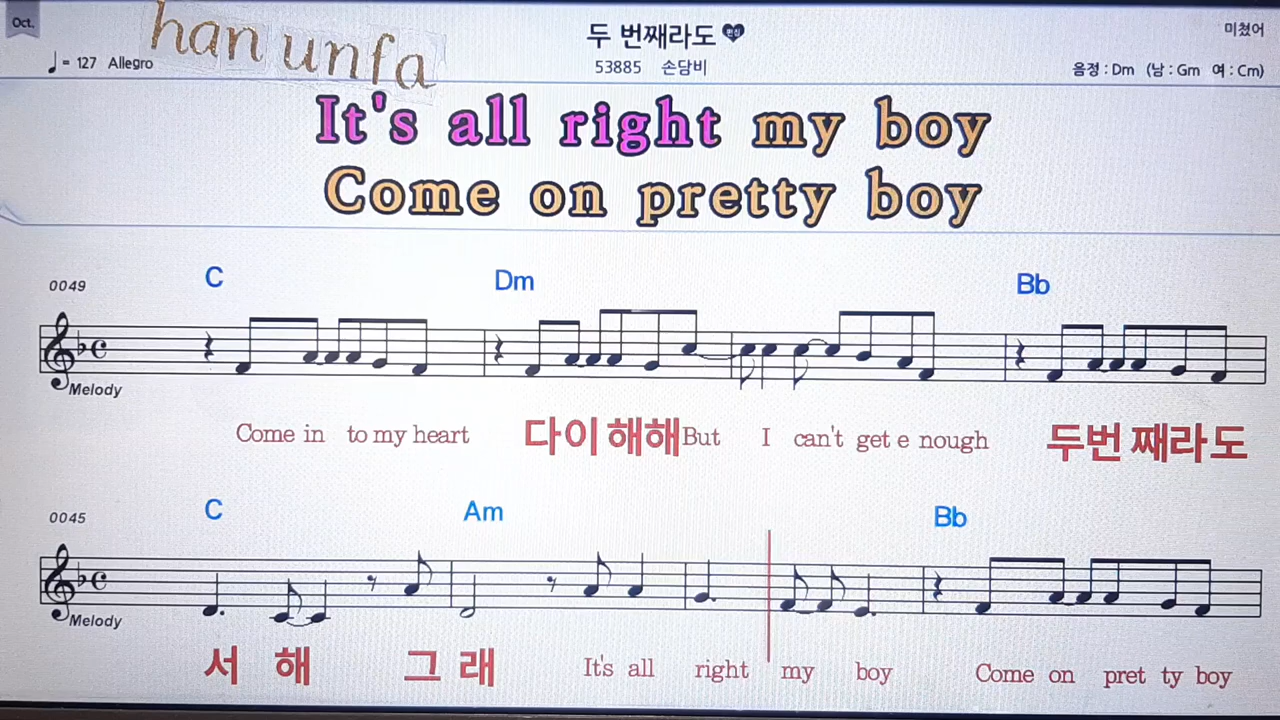 Oct.
han unfa
두 번째라도
미쳤어
♩ = 127 Allegro
53885 손담비
음정 : Dm (남 : Gm 여 : Cm)
It's all right my boy
Come on pretty boy
0049 C Dm Bb
Melody
Come in to my heart 다이 해해 But I can't get e nough 두번 째라도
0045 C Am Bb
Melody
서 해 그 래 It's all right my boy Come on pret ty boy